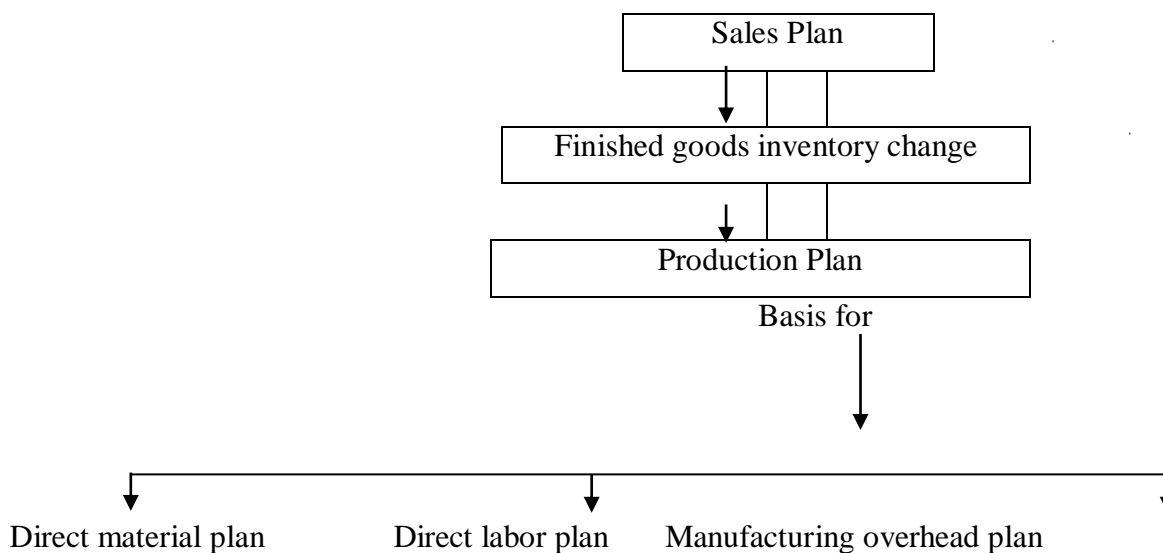 Sales Plan
Finished goods inventory change
Production Plan
Basis for
Direct material plan Direct labor plan Manufacturing overhead plan